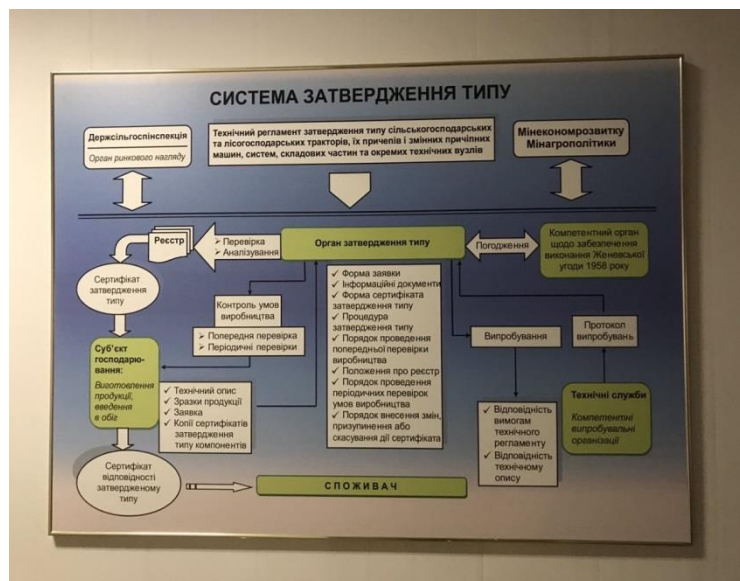 СИСТЕМА ЗАТВЕРДЖЕННЯ ТИПУ
Держсільгоспінспекція
Орган ринкового нагляду
Технічний регламент затвердження типу сільськогосподарських
та лісогосподарських тракторів, їх причепів і змінних причіпних
машин, систем, складових частин та окремих технічних вузлів
Мінекономрозвитку
Мінагрополітики
Реєстр
➢ Перевірка
➢ Аналізування
Орган затвердження типу
Погодження
Компетентний орган
щодо забезпечення
виконання Женевської
угоди 1958 року
Сертифікат
затвердження
типу
Контроль умов
виробництва
➢ Попередня перевірка
➢ Періодичні перевірки
✓ Форма заявки
✓ Інформаційні документи
✓ Форма сертифіката
затвердження типу
✓ Процедура
затвердження типу
✓ Порядок проведення
попередньої перевірки
виробництва
✓ Положення про реєстр
✓ Порядок проведення
періодичних перевірок
умов виробництва
✓ Порядок внесення змін,
призупинення або
скасування дії сертифіката
Випробування
Протокол
випробувань
Суб’єкт
господарю-
вання:
Виготовлення
продукції,
введення
в обіг
✓ Технічний опис
✓ Зразки продукції
✓ Заявка
✓ Копії сертифікатів
затвердження
типу компонентів
✓ Відповідність
вимогам
технічного
регламенту
✓ Відповідність
технічному
опису
Технічні служби
Компетентні
випробувальні
організації
Сертифікат
відповідності
затвердженому
типу
СПОЖИВАЧ